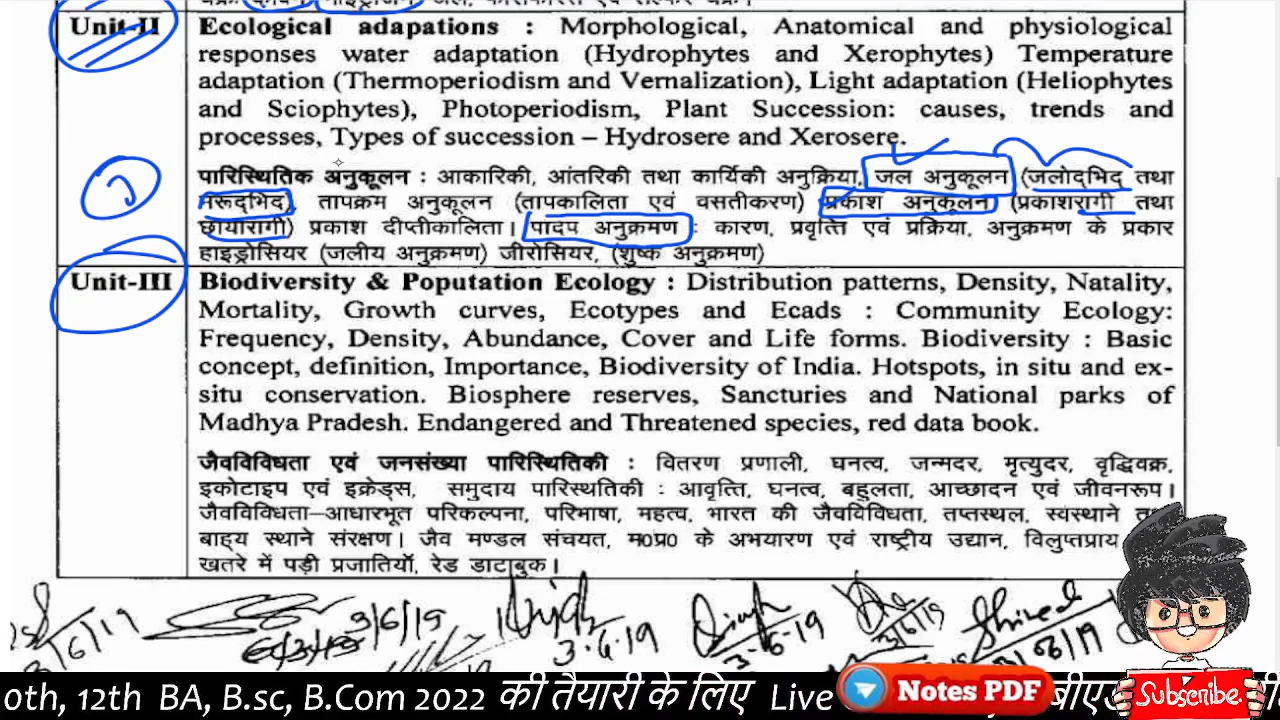 Unit-II
Ecological adapations : Morphological, Anatomical and physiological
responses water adaptation (Hydrophytes and Xerophytes) Temperature
adaptation (Thermoperiodism and Vernalization), Light adaptation (Heliophytes
and Sciophytes), Photoperiodism, Plant Succession: causes, trends and
processes, Types of succession – Hydrosere and Xerosere.
पारिस्थितिक अनुकूलन : आकारिकी, आंतरिकी तथा कार्यिकी अनुक्रिया, जल अनुकूलन (जलोद्भिद् तथा
मरूद्भिद्), तापक्रम अनुकूलन (तापकालिता एवं वसतीकरण) प्रकाश अनुकूलन (प्रकाशरागी तथा
छायारागी) प्रकाश दीप्तीकालिता। पादप अनुक्रमण : कारण, प्रवृत्ति एवं प्रक्रिया, अनुक्रमण के प्रकार
हाइड्रोसियर (जलीय अनुक्रमण) जीरोसियर, (शुष्क अनुक्रमण)
Unit-III
Biodiversity & Poputation Ecology : Distribution patterns, Density, Natality,
Mortality, Growth curves, Ecotypes and Ecads : Community Ecology:
Frequency, Density, Abundance, Cover and Life forms. Biodiversity : Basic
concept, definition, Importance, Biodiversity of India. Hotspots, in situ and ex-
situ conservation. Biosphere reserves, Sancturies and National parks of
Madhya Pradesh. Endangered and Threatened species, red data book.
जैवविविधता एवं जनसंख्या पारिस्थितिकी : वितरण प्रणाली, घनत्व, जन्मदर, मृत्युदर, वृद्धिवक्र,
इकोटाइप एवं इक्रेड्स, समुदाय पारिस्थतिकी : आवृत्ति, घनत्व, बहुलता, आच्छादन एवं जीवनरूप।
जैवविविधता–आधारभूत परिकल्पना, परिभाषा, महत्व, भारत की जैवविविधता, तप्तस्थल, स्वस्थाने
बाह्य स्थाने संरक्षण। जैव मण्डल संचयत, म0प्र0 के अभयारण एवं राष्ट्रीय उद्यान, विलुप्तप्राय
खतरे में पड़ी प्रजातियॉ, रेड डाटाबुक।
3/6/19
3.6.19
3-6-19
0th, 12th BA, B.sc, B.Com 2022 की तैयारी के लिए Live
Notes PDF
Subscribe